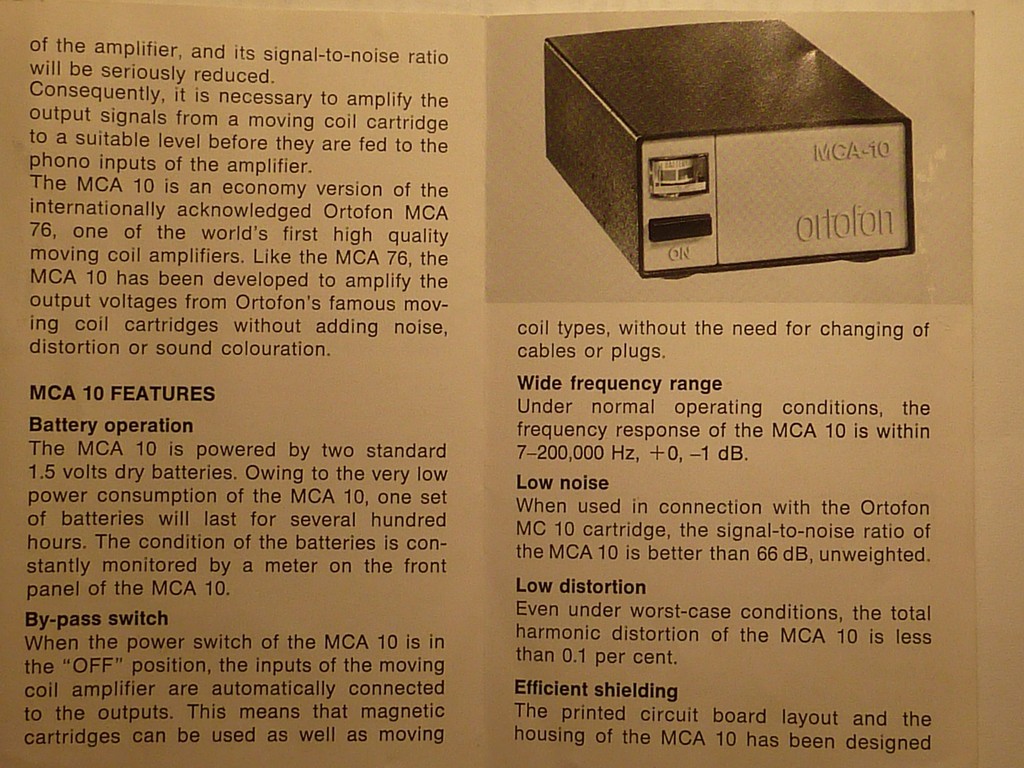 of the amplifier, and its signal-to-noise ratio
will be seriously reduced.
Consequently, it is necessary to amplify the
output signals from a moving coil cartridge
to a suitable level before they are fed to the
phono inputs of the amplifier.
The MCA 10 is an economy version of the
internationally acknowledged Ortofon MCA
76, one of the world's first high quality
moving coil amplifiers. Like the MCA 76, the
MCA 10 has been developed to amplify the
output voltages from Ortofon's famous mov-
ing coil cartridges without adding noise,
distortion or sound colouration.
MCA 10 FEATURES
Battery operation
The MCA 10 is powered by two standard
1.5 volts dry batteries. Owing to the very low
power consumption of the MCA 10, one set
of batteries will last for several hundred
hours. The condition of the batteries is con-
stantly monitored by a meter on the front
panel of the MCA 10.
By-pass switch
When the power switch of the MCA 10 is in
the “OFF” position, the inputs of the moving
coil amplifier are automatically connected
to the outputs. This means that magnetic
cartridges can be used as well as moving
MCA-10
ortofon
ON
coil types, without the need for changing of
cables or plugs.
Wide frequency range
Under normal operating conditions, the
frequency response of the MCA 10 is within
7–200,000 Hz, +0, –1 dB.
Low noise
When used in connection with the Ortofon
MC 10 cartridge, the signal-to-noise ratio of
the MCA 10 is better than 66 dB, unweighted.
Low distortion
Even under worst-case conditions, the total
harmonic distortion of the MCA 10 is less
than 0.1 per cent.
Efficient shielding
The printed circuit board layout and the
housing of the MCA 10 has been designed